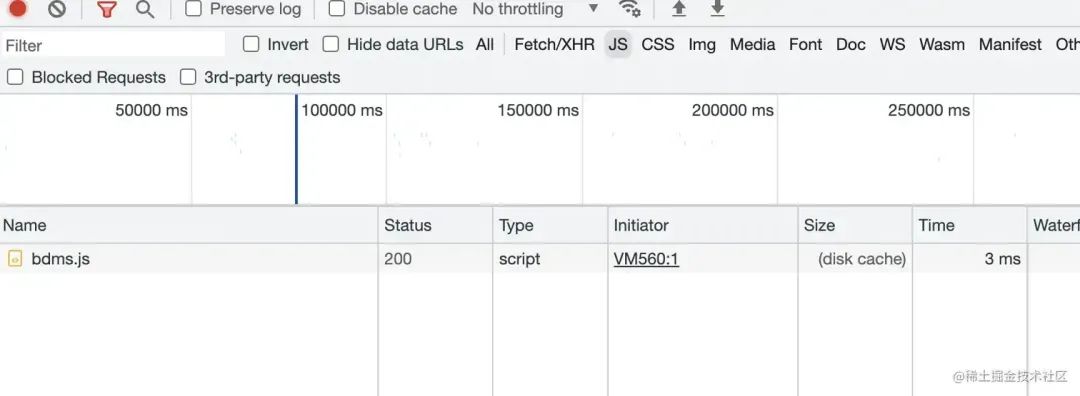 Preserve log Disable cache No throttling
Filter Invert Hide data URLs All Fetch/XHR JS CSS Img Media Font Doc WS Wasm Manifest Oth
Blocked Requests 3rd-party requests
50000 ms 100000 ms 150000 ms 200000 ms 250000 ms
Name Status Type Initiator Size Time Waterf
bdms.js 200 script VM560:1 (disk cache) 3 ms
@稀土掘金技术社区